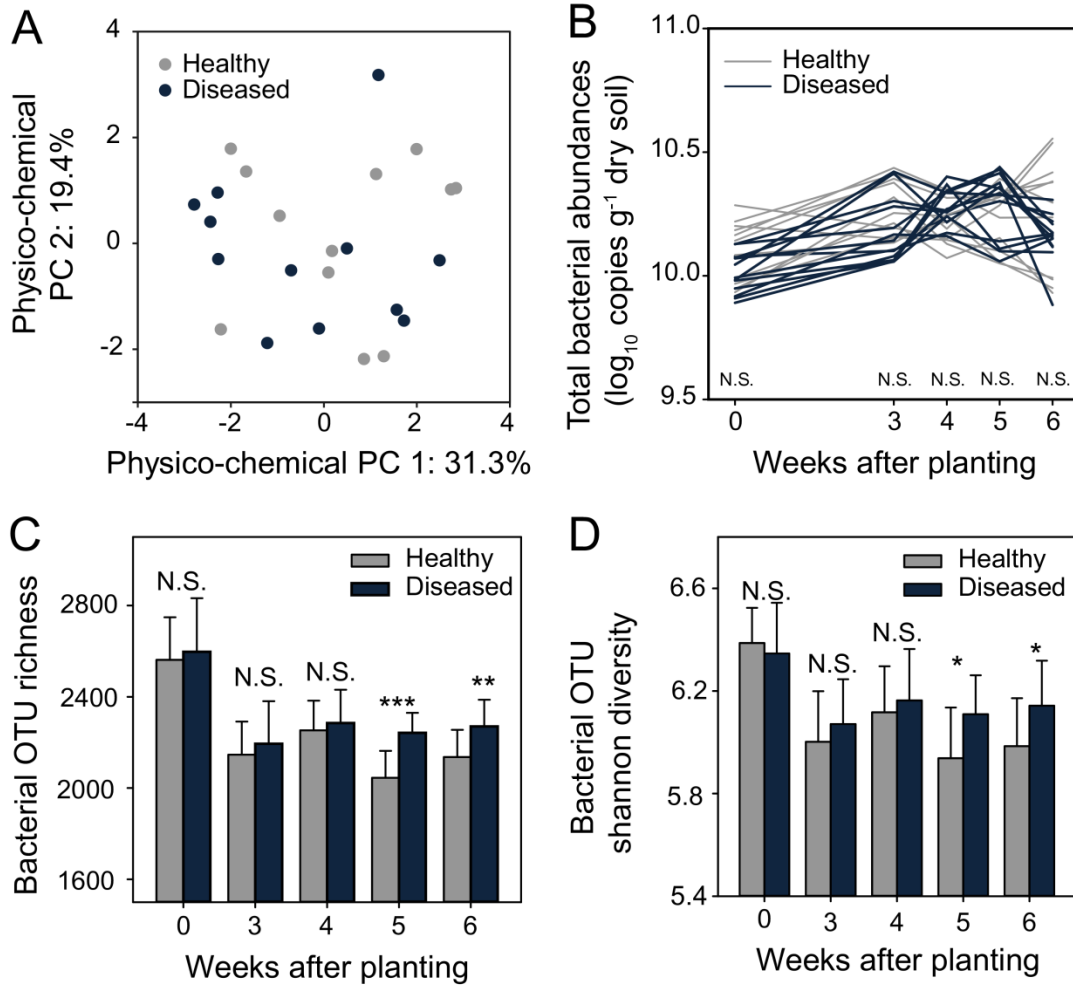 A
4
2
0
-2
-4
-2
0
2
4
Healthy
Diseased
Physico-chemical
PC 2: 19.4%
Physico-chemical PC 1: 31.3%
B
11.0
10.5
10.0
9.5
Healthy
Diseased
Total bacterial abundances
(log10 copies g-1 dry soil)
N.S. N.S. N.S. N.S. N.S.
0 3 4 5 6
Weeks after planting
C
Healthy
Diseased
2800
2400
2000
1600
Bacterial OTU richness
N.S. N.S. N.S. *** **
0 3 4 5 6
Weeks after planting
D
Healthy
Diseased
6.6
6.2
5.8
5.4
Bacterial OTU
shannon diversity
N.S. N.S. N.S. * *
0 3 4 5 6
Weeks after planting